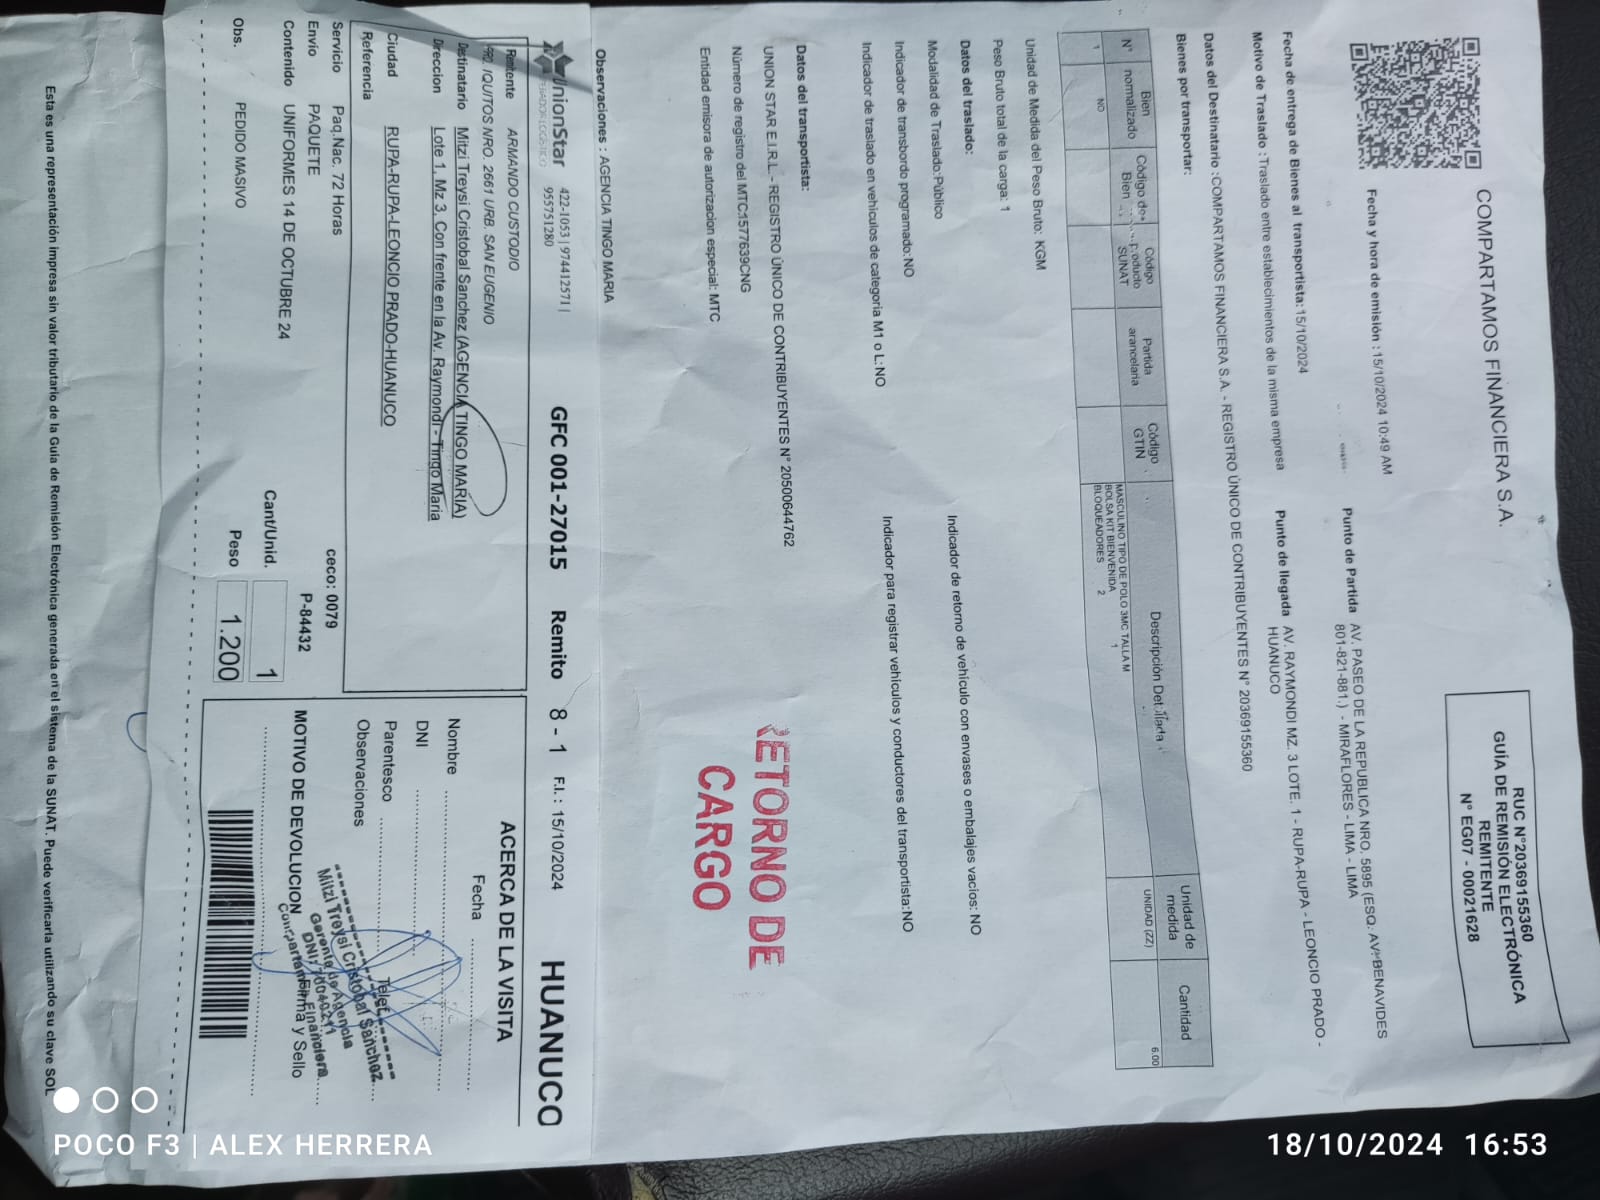 COMPARTAMOS FINANCIERA S.A.
RUC N°20369155360
GUÍA DE REMISIÓN ELECTRÓNICA
REMITENTE
N° EG07 - 00021628
Fecha y hora de emisión : 15/10/2024 10:49 AM
Punto de Partida AV. PASEO DE LA REPUBLICA NRO. 5895 (ESQ. AV BENAVIDES
801-821-881.) - MIRAFLORES - LIMA - LIMA
Fecha de entrega de Bienes al transportista:15/10/2024
Motivo de Traslado :Traslado entre establecimientos de la misma empresa
Punto de llegada AV. RAYMONDI MZ. 3 LOTE. 1 - RUPA-RUPA - LEONCIO PRADO -
HUANUCO
Datos del Destinatario :COMPARTAMOS FINANCIERA S.A. - REGISTRO ÚNICO DE CONTRIBUYENTES N° 20369155360
Bienes por transportar:
N° Bien normalizado Código de Bien Código producto SUNAT Partida arancelaria Código GTIN Descripción Detallada Unidad de medida Cantidad
1 NO MASCULINO TIPO DE POLO 3MC TALLA M UNIDAD (ZZ) 6.00
BOLSA KIT BIENVENIDA 1
BLOQUEADORES 2
Unidad de Medida del Peso Bruto: KGM
Peso Bruto total de la carga: 1
Datos del traslado:
Modalidad de Traslado:Público
Indicador de retorno de vehículo con envases o embalajes vacios: NO
Indicador de transbordo programado:NO
Indicador de traslado en vehículos de categoria M1 o L:NO
Indicador para registrar vehículos y conductores del transportista:NO
Datos del transportista:
UNION STAR E.I.R.L. - REGISTRO ÚNICO DE CONTRIBUYENTES N° 20500644762
Número de registro del MTC:1577639CNG
Entidad emisora de autorizacion especial: MTC
RETORNO DE
CARGO
Observaciones : AGENCIA TINGO MARIA
UnionStar
422-1053 | 974412571 |
955751280
GFC 001-27015 Remito 8 - 1 F.I. : 15/10/2024 HUANUCO
Remitente ARMANDO CUSTODIO
PRO. IQUITOS NRO. 2661 URB. SAN EUGENIO
Destinatario Mitzi Treysi Cristobal Sanchez (AGENCIA TINGO MARIA)
Direccion Lote 1, Mz 3. Con frente en la Av. Raymondi - Tingo Maria
Ciudad RUPA-RUPA-LEONCIO PRADO-HUANUCO
Referencia
Servicio Paq.Nac. 72 Horas ceco: 0079
Envio PAQUETE P-84432
Contenido UNIFORMES 14 DE OCTUBRE 24
Cant/Unid. 1
Obs. PEDIDO MASIVO
Peso 1.200
ACERCA DE LA VISITA
Fecha
Nombre
DNI
Parentesco Telef.
Observaciones
MOTIVO DE DEVOLUCION
Firma y Sello
Mitzi Treysi Cristobal Sanchez
Gerente de Agencia
DNI:
Compartamos Financiera
Esta es una representación impresa sin valor tributario de la Guía de Remisión Electrónica generada en el sistema de la SUNAT. Puede verificarla utilizando su clave SOL
POCO F3 | ALEX HERRERA
18/10/2024 16:53